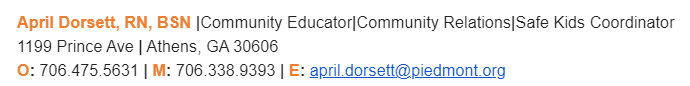 April Dorsett, RN, BSN |Community Educator|Community Relations|Safe Kids Coordinator
1199 Prince Ave | Athens, GA 30606
O: 706.475.5631 | M: 706.338.9393 | E: april.dorsett@piedmont.org